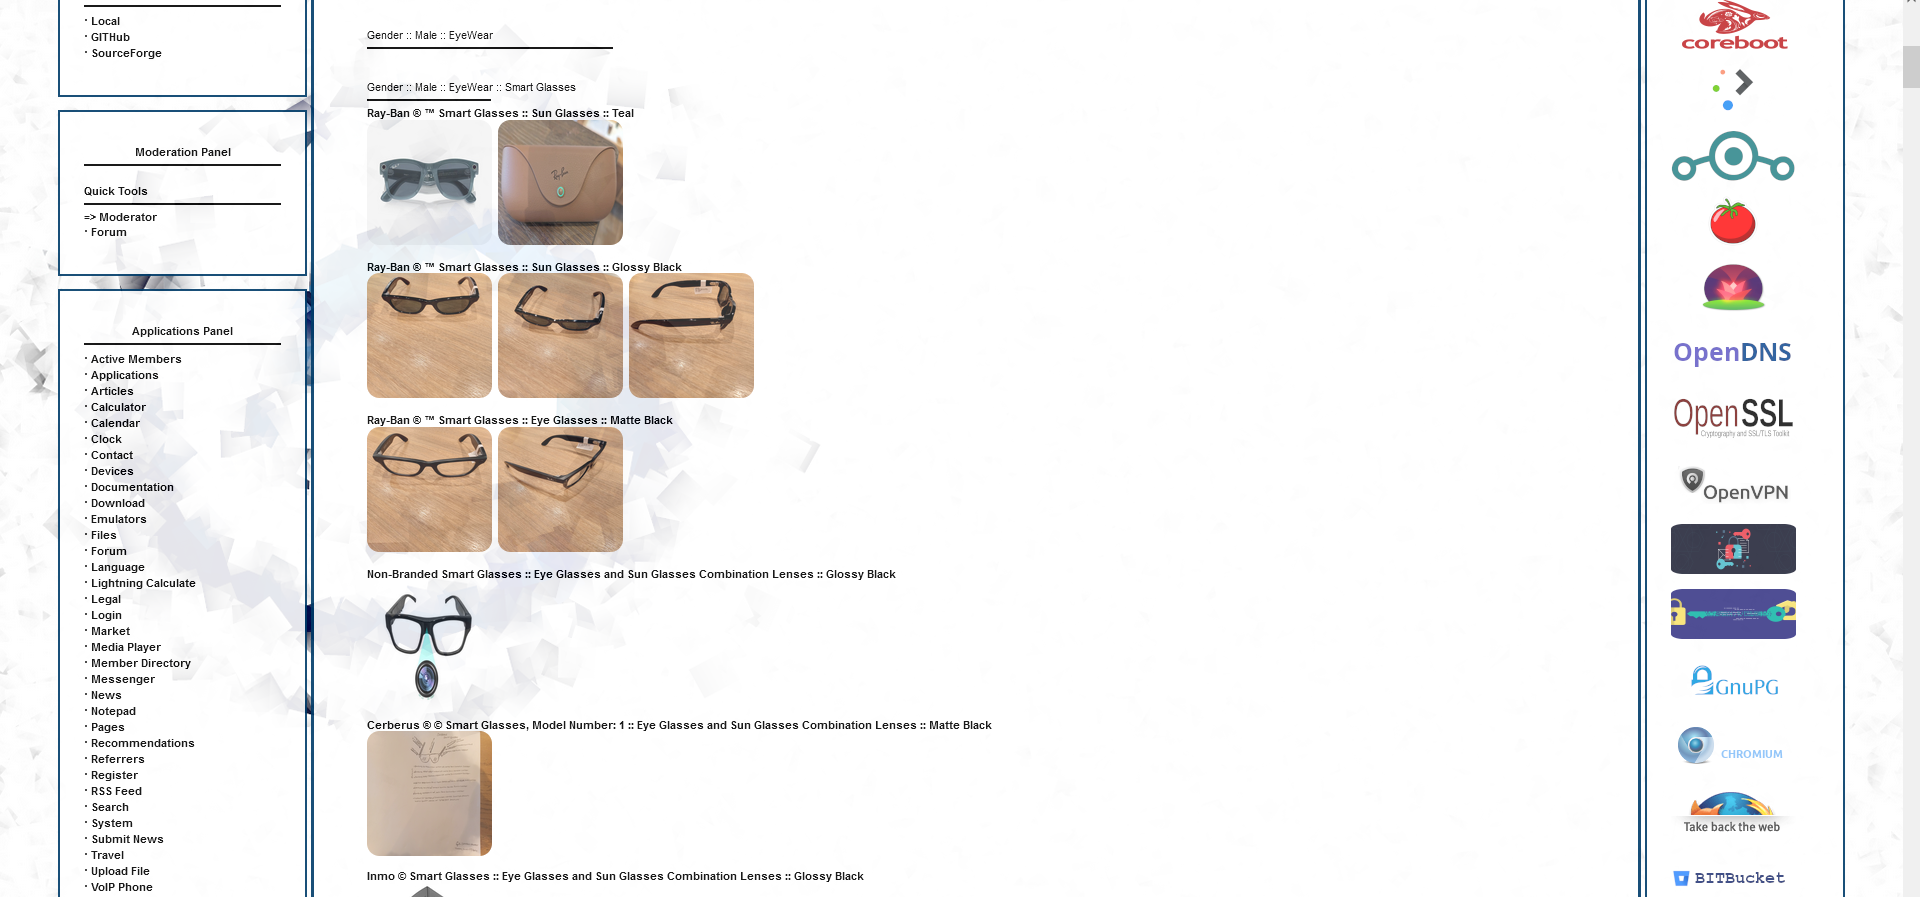 · Local
· GITHub
· SourceForge
Moderation Panel
Quick Tools
=> Moderator
· Forum
Applications Panel
· Active Members
· Applications
· Articles
· Calculator
· Calendar
· Clock
· Contact
· Devices
· Documentation
· Download
· Emulators
· Files
· Forum
· Language
· Lightning Calculate
· Legal
· Login
· Market
· Media Player
· Member Directory
· Messenger
· News
· Notepad
· Pages
· Recommendations
· Referrers
· Register
· RSS Feed
· Search
· System
· Submit News
· Travel
· Upload File
· VoIP Phone
Gender :: Male :: EyeWear
Gender :: Male :: EyeWear :: Smart Glasses
Ray-Ban ® ™ Smart Glasses :: Sun Glasses :: Teal
Ray-Ban
Ray-Ban ® ™ Smart Glasses :: Sun Glasses :: Glossy Black
Ray-Ban ® ™ Smart Glasses :: Eye Glasses :: Matte Black
Non-Branded Smart Glasses :: Eye Glasses and Sun Glasses Combination Lenses :: Glossy Black
Cerberus ® © Smart Glasses, Model Number: 1 :: Eye Glasses and Sun Glasses Combination Lenses :: Matte Black
Inmo © Smart Glasses :: Eye Glasses and Sun Glasses Combination Lenses :: Glossy Black
coreboot
OpenDNS
OpenSSL
Cryptography and SSL/TLS Toolkit
OpenVPN
GnuPG
CHROMIUM
Take back the web
BITBucket